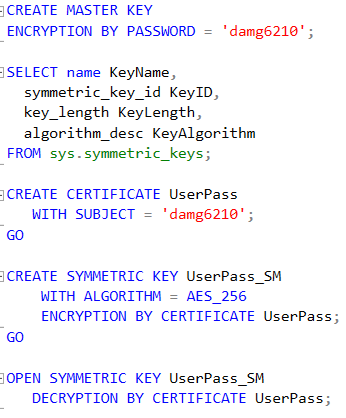 CREATE MASTER KEY
ENCRYPTION BY PASSWORD = 'damg6210';
SELECT name KeyName,
symmetric_key_id KeyID,
key_length KeyLength,
algorithm_desc KeyAlgorithm
FROM sys.symmetric_keys;
CREATE CERTIFICATE UserPass
WITH SUBJECT = 'damg6210';
GO
CREATE SYMMETRIC KEY UserPass_SM
WITH ALGORITHM = AES_256
ENCRYPTION BY CERTIFICATE UserPass;
GO
OPEN SYMMETRIC KEY UserPass_SM
DECRYPTION BY CERTIFICATE UserPass;